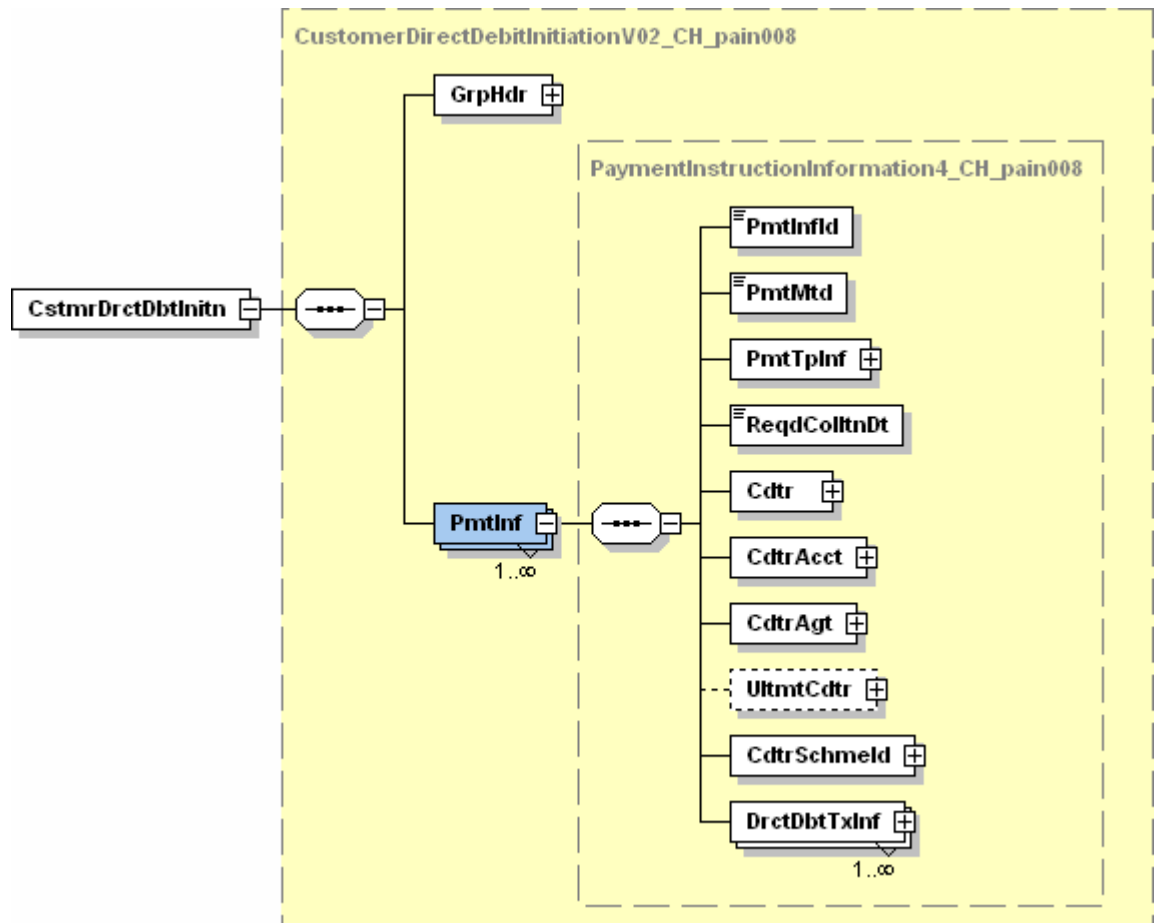 CustomerDirectDebitInitiationV02_CH_pain008
GrpHdr
PaymentInstructionInformation4_CH_pain008
PmtInfId
PmtMtd
PmtTpInf
CstmrDrctDbtInitn
ReqdColltnDt
Cdtr
PmtInf
1..∞
CdtrAcct
CdtrAgt
UltmtCdtr
CdtrSchmeId
DrctDbtTxInf
1..∞